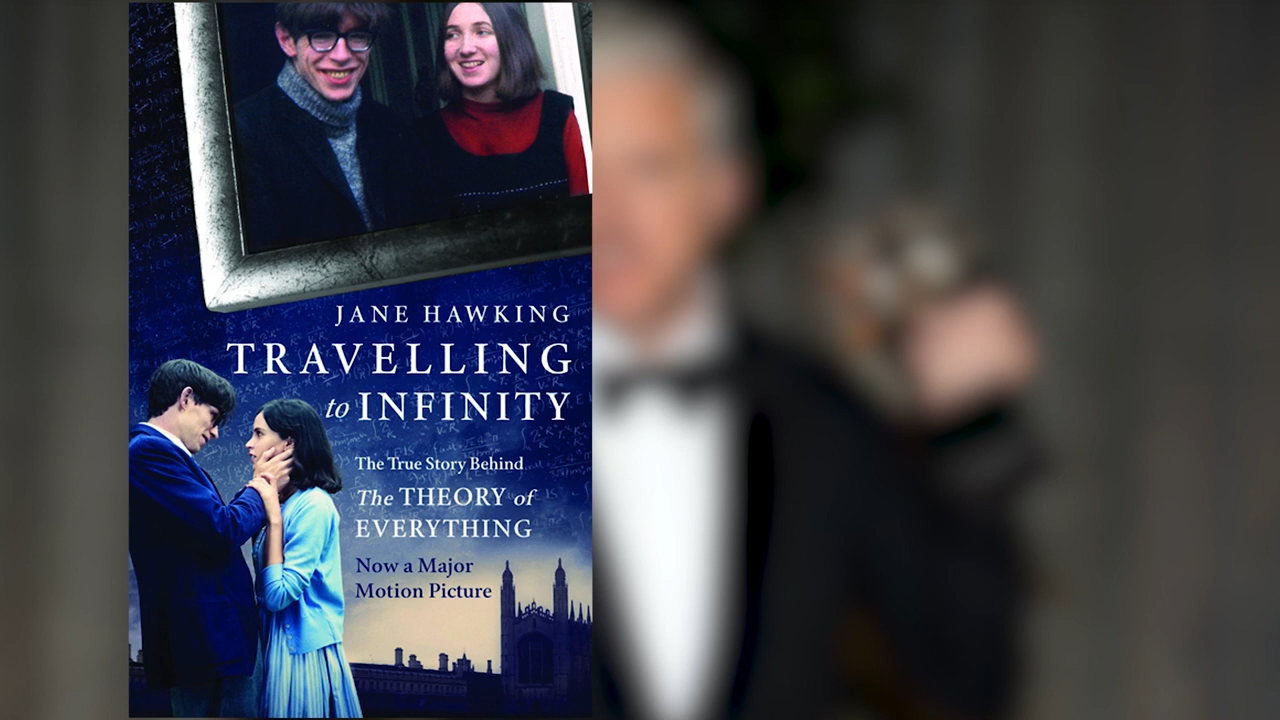 JANE HAWKING
TRAVELLING
to INFINITY
The True Story Behind
The THEORY of
EVERYTHING
Now a Major
Motion Picture